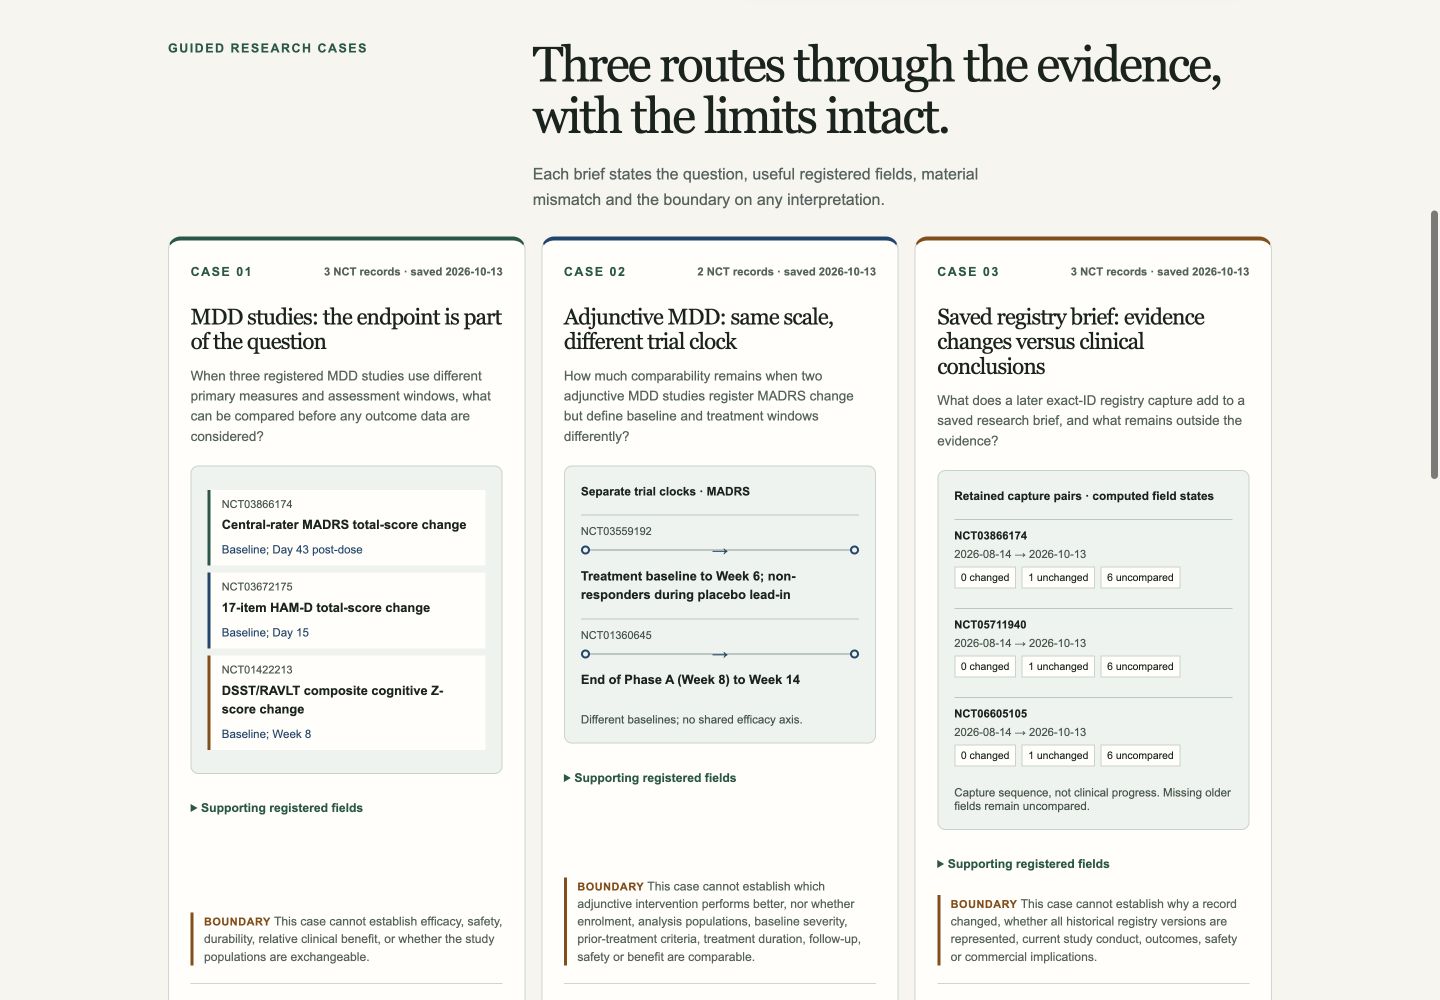 GUIDED RESEARCH CASES
Three routes through the evidence,
with the limits intact.
Each brief states the question, useful registered fields, material
mismatch and the boundary on any interpretation.
CASE 01
3 NCT records · saved 2026-10-13
MDD studies: the endpoint is part
of the question
When three registered MDD studies use different
primary measures and assessment windows, what
can be compared before any outcome data are
considered?
NCT03866174
Central-rater MADRS total-score change
Baseline; Day 43 post-dose
NCT03672175
17-item HAM-D total-score change
Baseline; Day 15
NCT01422213
DSST/RAVLT composite cognitive Z-
score change
Baseline; Week 8
▶ Supporting registered fields
BOUNDARY This case cannot establish efficacy, safety,
durability, relative clinical benefit, or whether the study
populations are exchangeable.
CASE 02
2 NCT records · saved 2026-10-13
Adjunctive MDD: same scale,
different trial clock
How much comparability remains when two
adjunctive MDD studies register MADRS change
but define baseline and treatment windows
differently?
Separate trial clocks · MADRS
NCT03559192
→
Treatment baseline to Week 6; non-
responders during placebo lead-in
NCT01360645
→
End of Phase A (Week 8) to Week 14
Different baselines; no shared efficacy axis.
▶ Supporting registered fields
BOUNDARY This case cannot establish which
adjunctive intervention performs better, nor whether
enrolment, analysis populations, baseline severity,
prior-treatment criteria, treatment duration, follow-up,
safety or benefit are comparable.
CASE 03
3 NCT records · saved 2026-10-13
Saved registry brief: evidence
changes versus clinical
conclusions
What does a later exact-ID registry capture add to a
saved research brief, and what remains outside the
evidence?
Retained capture pairs · computed field states
NCT03866174
2026-08-14 → 2026-10-13
0 changed 1 unchanged 6 uncompared
NCT05711940
2026-08-14 → 2026-10-13
0 changed 1 unchanged 6 uncompared
NCT06605105
2026-08-14 → 2026-10-13
0 changed 1 unchanged 6 uncompared
Capture sequence, not clinical progress. Missing older
fields remain uncompared.
▶ Supporting registered fields
BOUNDARY This case cannot establish why a record
changed, whether all historical registry versions are
represented, current study conduct, outcomes, safety
or commercial implications.